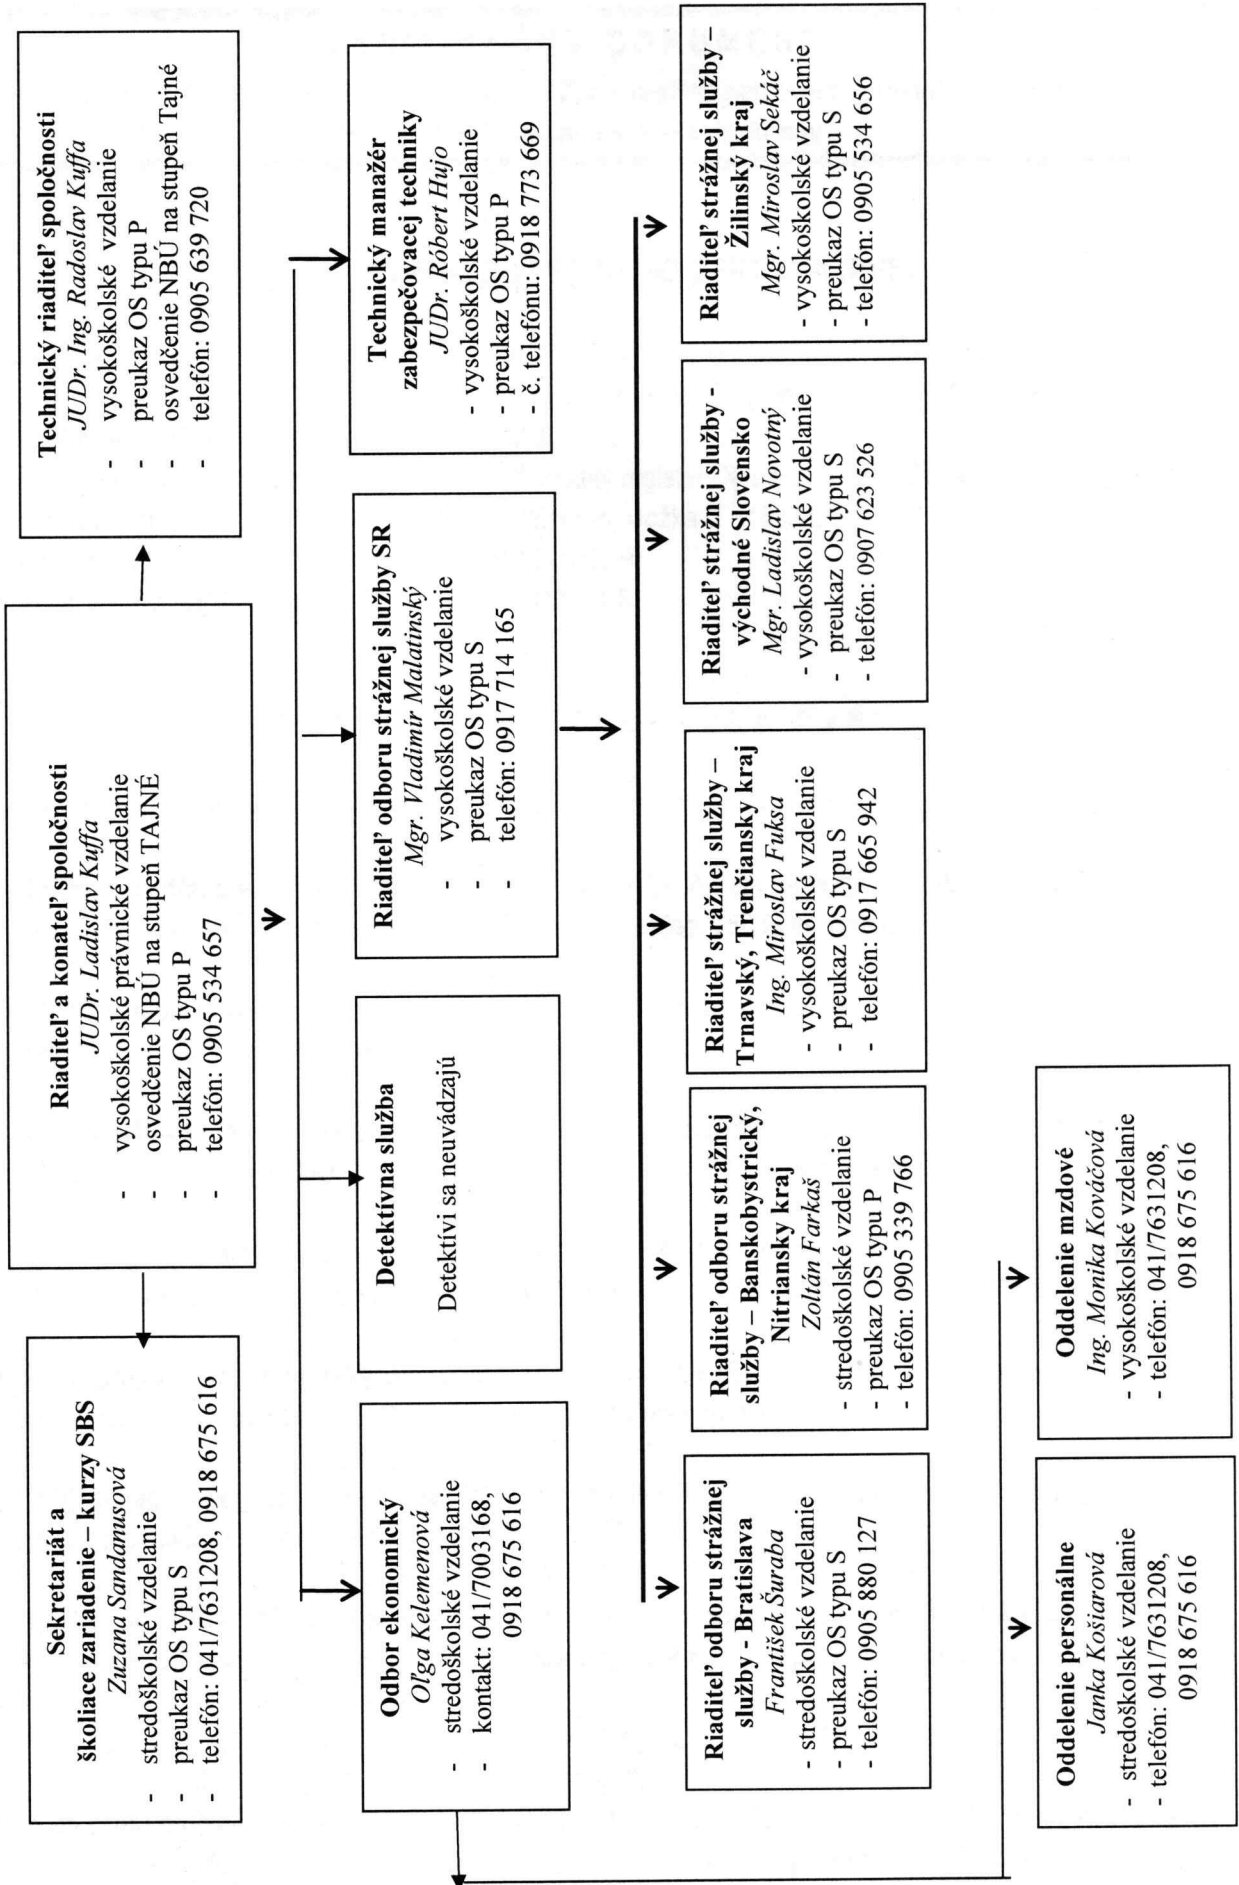 Sekretariát a
školiace zariadenie – kurzy SBS
Zuzana Sandanusová
- stredoškolské vzdelanie
- preukaz OS typu S
- telefón: 041/7631208, 0918 675 616
Riaditeľ a konateľ spoločnosti
JUDr. Ladislav Kuffa
- vysokoškolské právnické vzdelanie
- osvedčenie NBÚ na stupeň TAJNÉ
- preukaz OS typu P
- telefón: 0905 534 657
Technický riaditeľ spoločnosti
JUDr. Ing. Radoslav Kuffa
- vysokoškolské vzdelanie
- preukaz OS typu P
- osvedčenie NBÚ na stupeň Tajné
- telefón: 0905 639 720
Odbor ekonomický
Oľga Kelemenová
- stredoškolské vzdelanie
- kontakt: 041/7003168,
0918 675 616
Detektívna služba
Detektívi sa neuvádzajú
Riaditeľ odboru strážnej služby SR
Mgr. Vladimír Malatinský
- vysokoškolské vzdelanie
- preukaz OS typu S
- telefón: 0917 714 165
Technický manažér
zabezpečovacej techniky
JUDr. Róbert Hujo
- vysokoškolské vzdelanie
- preukaz OS typu P
- č. telefónu: 0918 773 669
Riaditeľ odboru strážnej
služby - Bratislava
František Šuraba
- stredoškolské vzdelanie
- preukaz OS typu S
- telefón: 0905 880 127
Riaditeľ odboru strážnej
služby – Banskobystrický,
Nitriansky kraj
Zoltán Farkaš
- stredoškolské vzdelanie
- preukaz OS typu P
- telefón: 0905 339 766
Riaditeľ strážnej služby –
Trnavský, Trenčiansky kraj
Ing. Miroslav Fuksa
- vysokoškolské vzdelanie
- preukaz OS typu S
- telefón: 0917 665 942
Riaditeľ strážnej služby -
východné Slovensko
Mgr. Ladislav Novotný
- vysokoškolské vzdelanie
- preukaz OS typu S
- telefón: 0907 623 526
Riaditeľ strážnej služby –
Žilinský kraj
Mgr. Miroslav Sekáč
- vysokoškolské vzdelanie
- preukaz OS typu S
- telefón: 0905 534 656
Oddelenie personálne
Janka Košiarová
- stredoškolské vzdelanie
- telefón: 041/7631208,
0918 675 616
Oddelenie mzdové
Ing. Monika Kováčová
- vysokoškolské vzdelanie
- telefón: 041/7631208,
0918 675 616